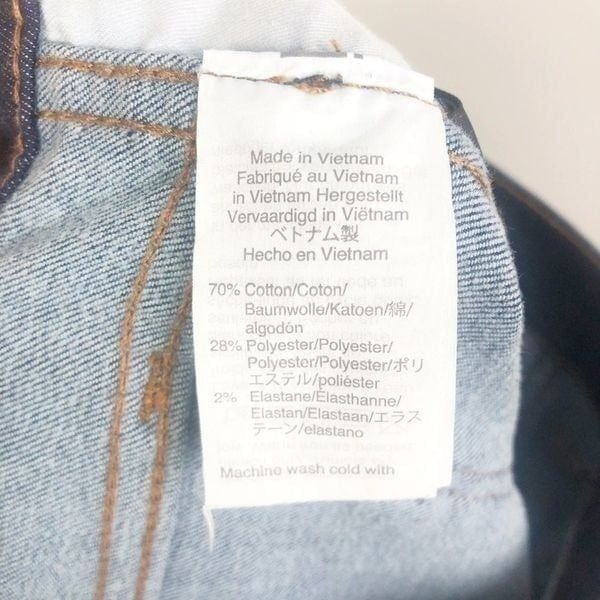 Made in Vietnam
Fabriqué au Vietnam
in Vietnam Hergestellt
Vervaardigd in Viëtnam
ベトナム製
Hecho en Vietnam
70% Cotton/Coton/
Baumwolle/Katoen/綿/
algodón
28% Polyester/Polyester/
Polyester/Polyester/ポリ
エステル/poliéster
2% Elastane/Élasthanne/
Elastan/Elastaan/エラス
テーン/elastano
Machine wash cold with